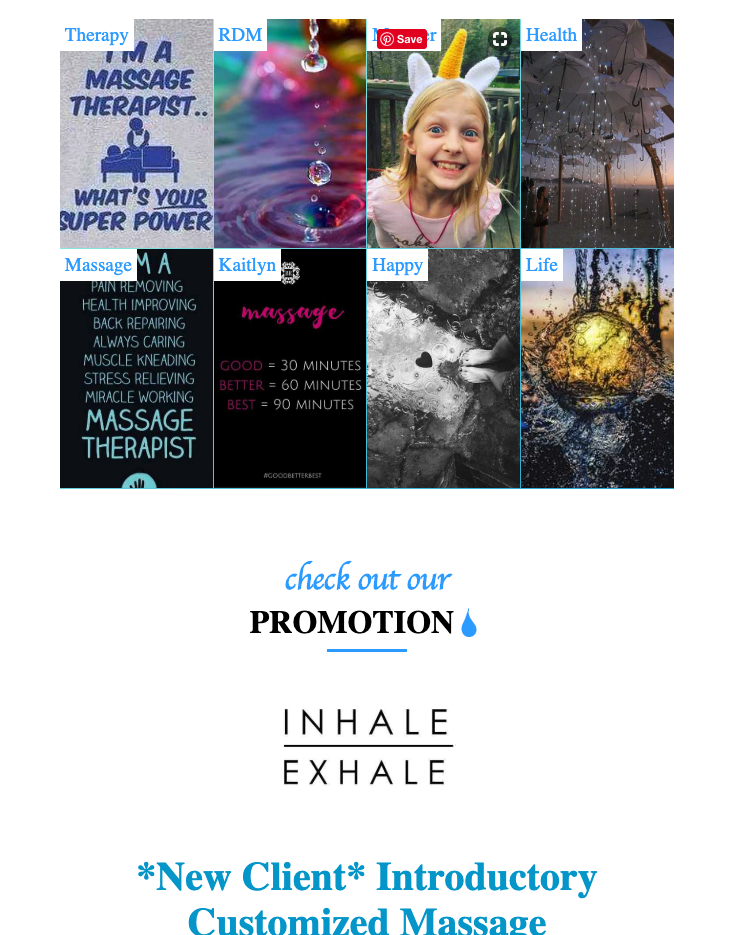 Therapy
I'M A
MASSAGE
THERAPIST..
WHAT'S YOUR
SUPER POWER
RDM
Save
Health
Massage
M A
PAIN REMOVING
HEALTH IMPROVING
BACK REPAIRING
ALWAYS CARING
MUSCLE KNEADING
STRESS RELIEVING
MIRACLE WORKING
MASSAGE
THERAPIST
Kaitlyn
massage
GOOD = 30 MINUTES
BETTER = 60 MINUTES
BEST = 90 MINUTES
#GOODBETTERBEST
Happy
Life
check out our
PROMOTION
INHALE
EXHALE
*New Client* Introductory
Customized Massage